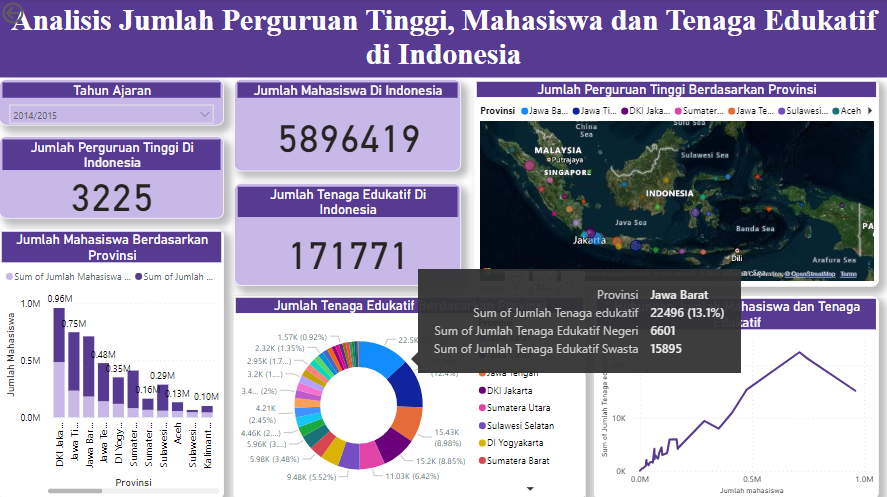 Analisis Jumlah Perguruan Tinggi, Mahasiswa dan Tenaga Edukatif
di Indonesia
Tahun Ajaran
2014/2015
Jumlah Perguruan Tinggi Di
Indonesia
3225
Jumlah Mahasiswa Di Indonesia
5896419
Jumlah Tenaga Edukatif Di
Indonesia
171771
Jumlah Perguruan Tinggi Berdasarkan Provinsi
Provinsi
Jawa Ba...
Jawa Ti...
DKI Jaka...
Sumater...
Jawa Te...
Sulawesi...
Aceh
China
Sea
Sulu Sea
MALAYSIA
Putrajaya
SINGAPORE
Sulawesi Sea
INDONESIA
Java Sea
Jakarta
Banda Sea
Dili
Arafura Sea
PA
© OpenStreetMap
Terms
Jumlah Mahasiswa Berdasarkan
Provinsi
Sum of Jumlah Mahasiswa ...
Sum of Jumlah ...
Jumlah Mahasiswa
1.0M
0.5M
0.0M
0.96M
0.75M
0.48M
0.35M
0.16M
0.29M
0.13M
0.10M
DKI Jaka...
Jawa Ti...
Jawa Bar...
Jawa Te...
DI Yogy...
Sumater...
Sumater...
Sulawesi...
Aceh
Sulawes...
Kalimant...
Provinsi
Jumlah Tenaga Edukatif Berdasarkan Provinsi
1.57K (0.92%)
2.32K (1.35%)
2.95K (1.7...)
3.2K (1....)
3.4... (2%)
4.21K
(2.45%)
4.46K (2....)
5.96K (3....)
5.98K (3.48%)
9.48K (5.52%)
11.03K (6.42%)
15.2K (8.85%)
15.43K
(8.98%)
(12.4%)
22.5K
Jawa Tengah
DKI Jakarta
Sumatera Utara
Sulawesi Selatan
DI Yogyakarta
Sumatera Barat
Provinsi Jawa Barat
Sum of Jumlah Tenaga edukatif 22496 (13.1%)
Sum of Jumlah Tenaga Edukatif Negeri 6601
Sum of Jumlah Tenaga Edukatif Swasta 15895
Mahasiswa dan Tenaga
Edukatif
Sum of Jumlah Tenaga
10K
0K
0.0M
0.5M
1.0M
Jumlah mahasiswa